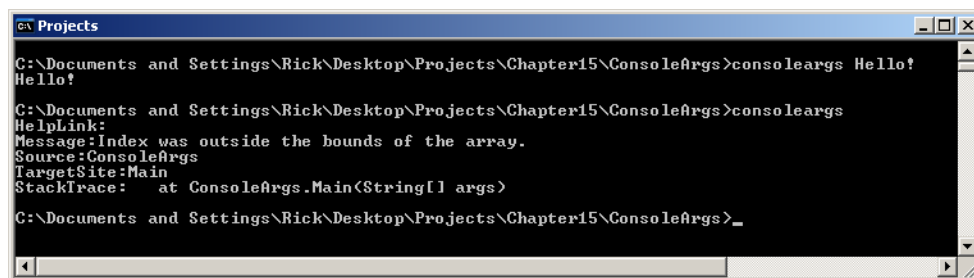 Projects
C:\Documents and Settings\Rick\Desktop\Projects\Chapter15\ConsoleArgs>consoleargs Hello!
Hello!
C:\Documents and Settings\Rick\Desktop\Projects\Chapter15\ConsoleArgs>consoleargs
HelpLink:
Message:Index was outside the bounds of the array.
Source:ConsoleArgs
TargetSite:Main
StackTrace:   at ConsoleArgs.Main(String[] args)
C:\Documents and Settings\Rick\Desktop\Projects\Chapter15\ConsoleArgs>_